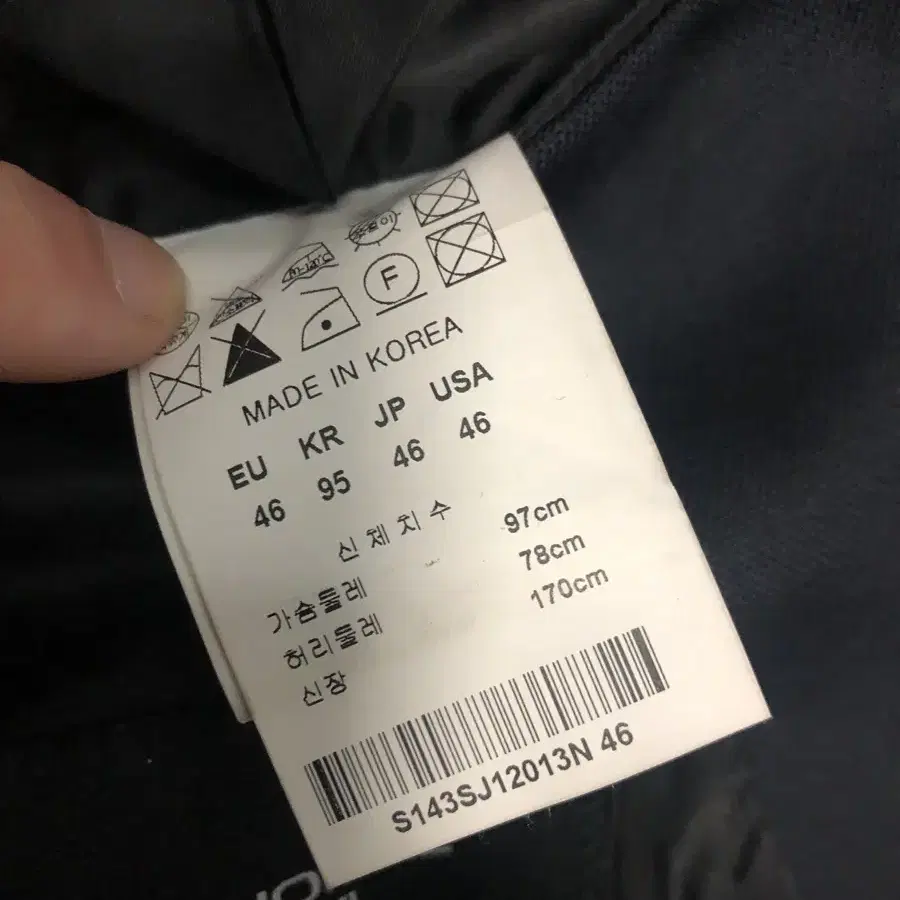 MADE IN KOREA
EU KR JP USA
46 95 46 46
신체치수
가슴둘레 97cm
허리둘레 78cm
신장 170cm
S143SJ12013N 46
F